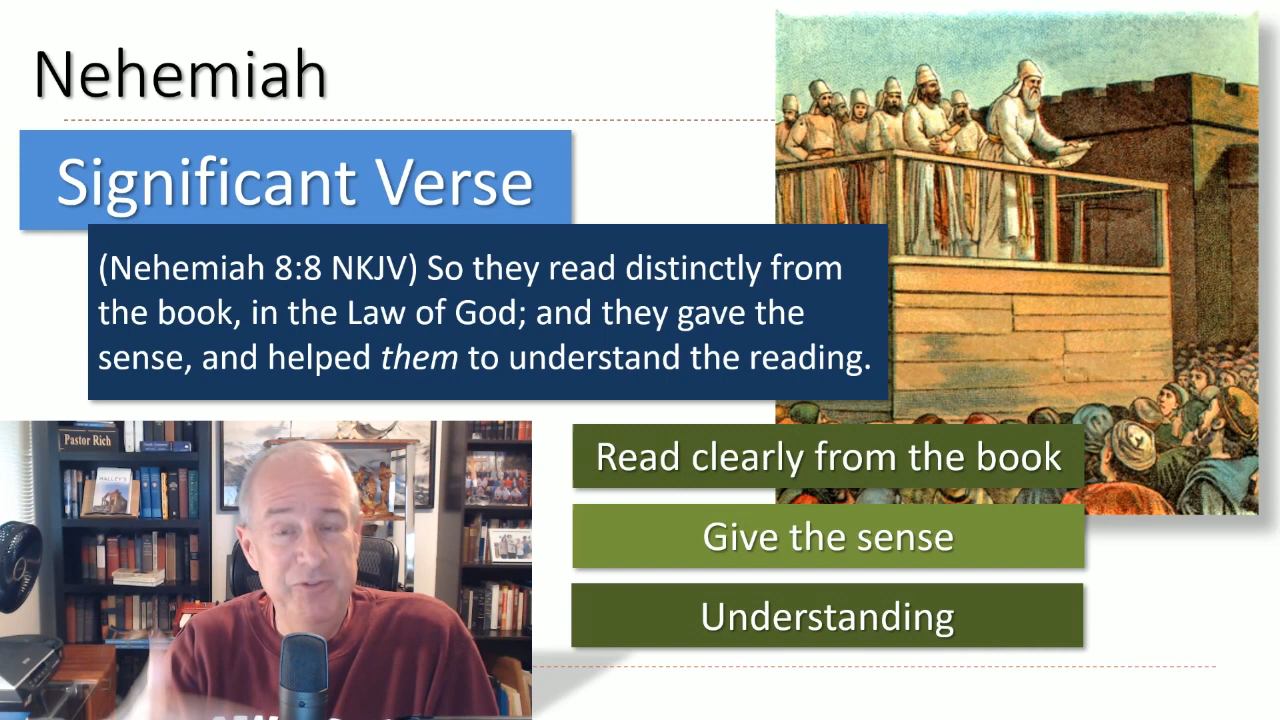 Nehemiah
Significant Verse
(Nehemiah 8:8 NKJV) So they read distinctly from
the book, in the Law of God; and they gave the
sense, and helped them to understand the reading.
Read clearly from the book
Give the sense
Understanding
Pastor Rich
HALLEY'S